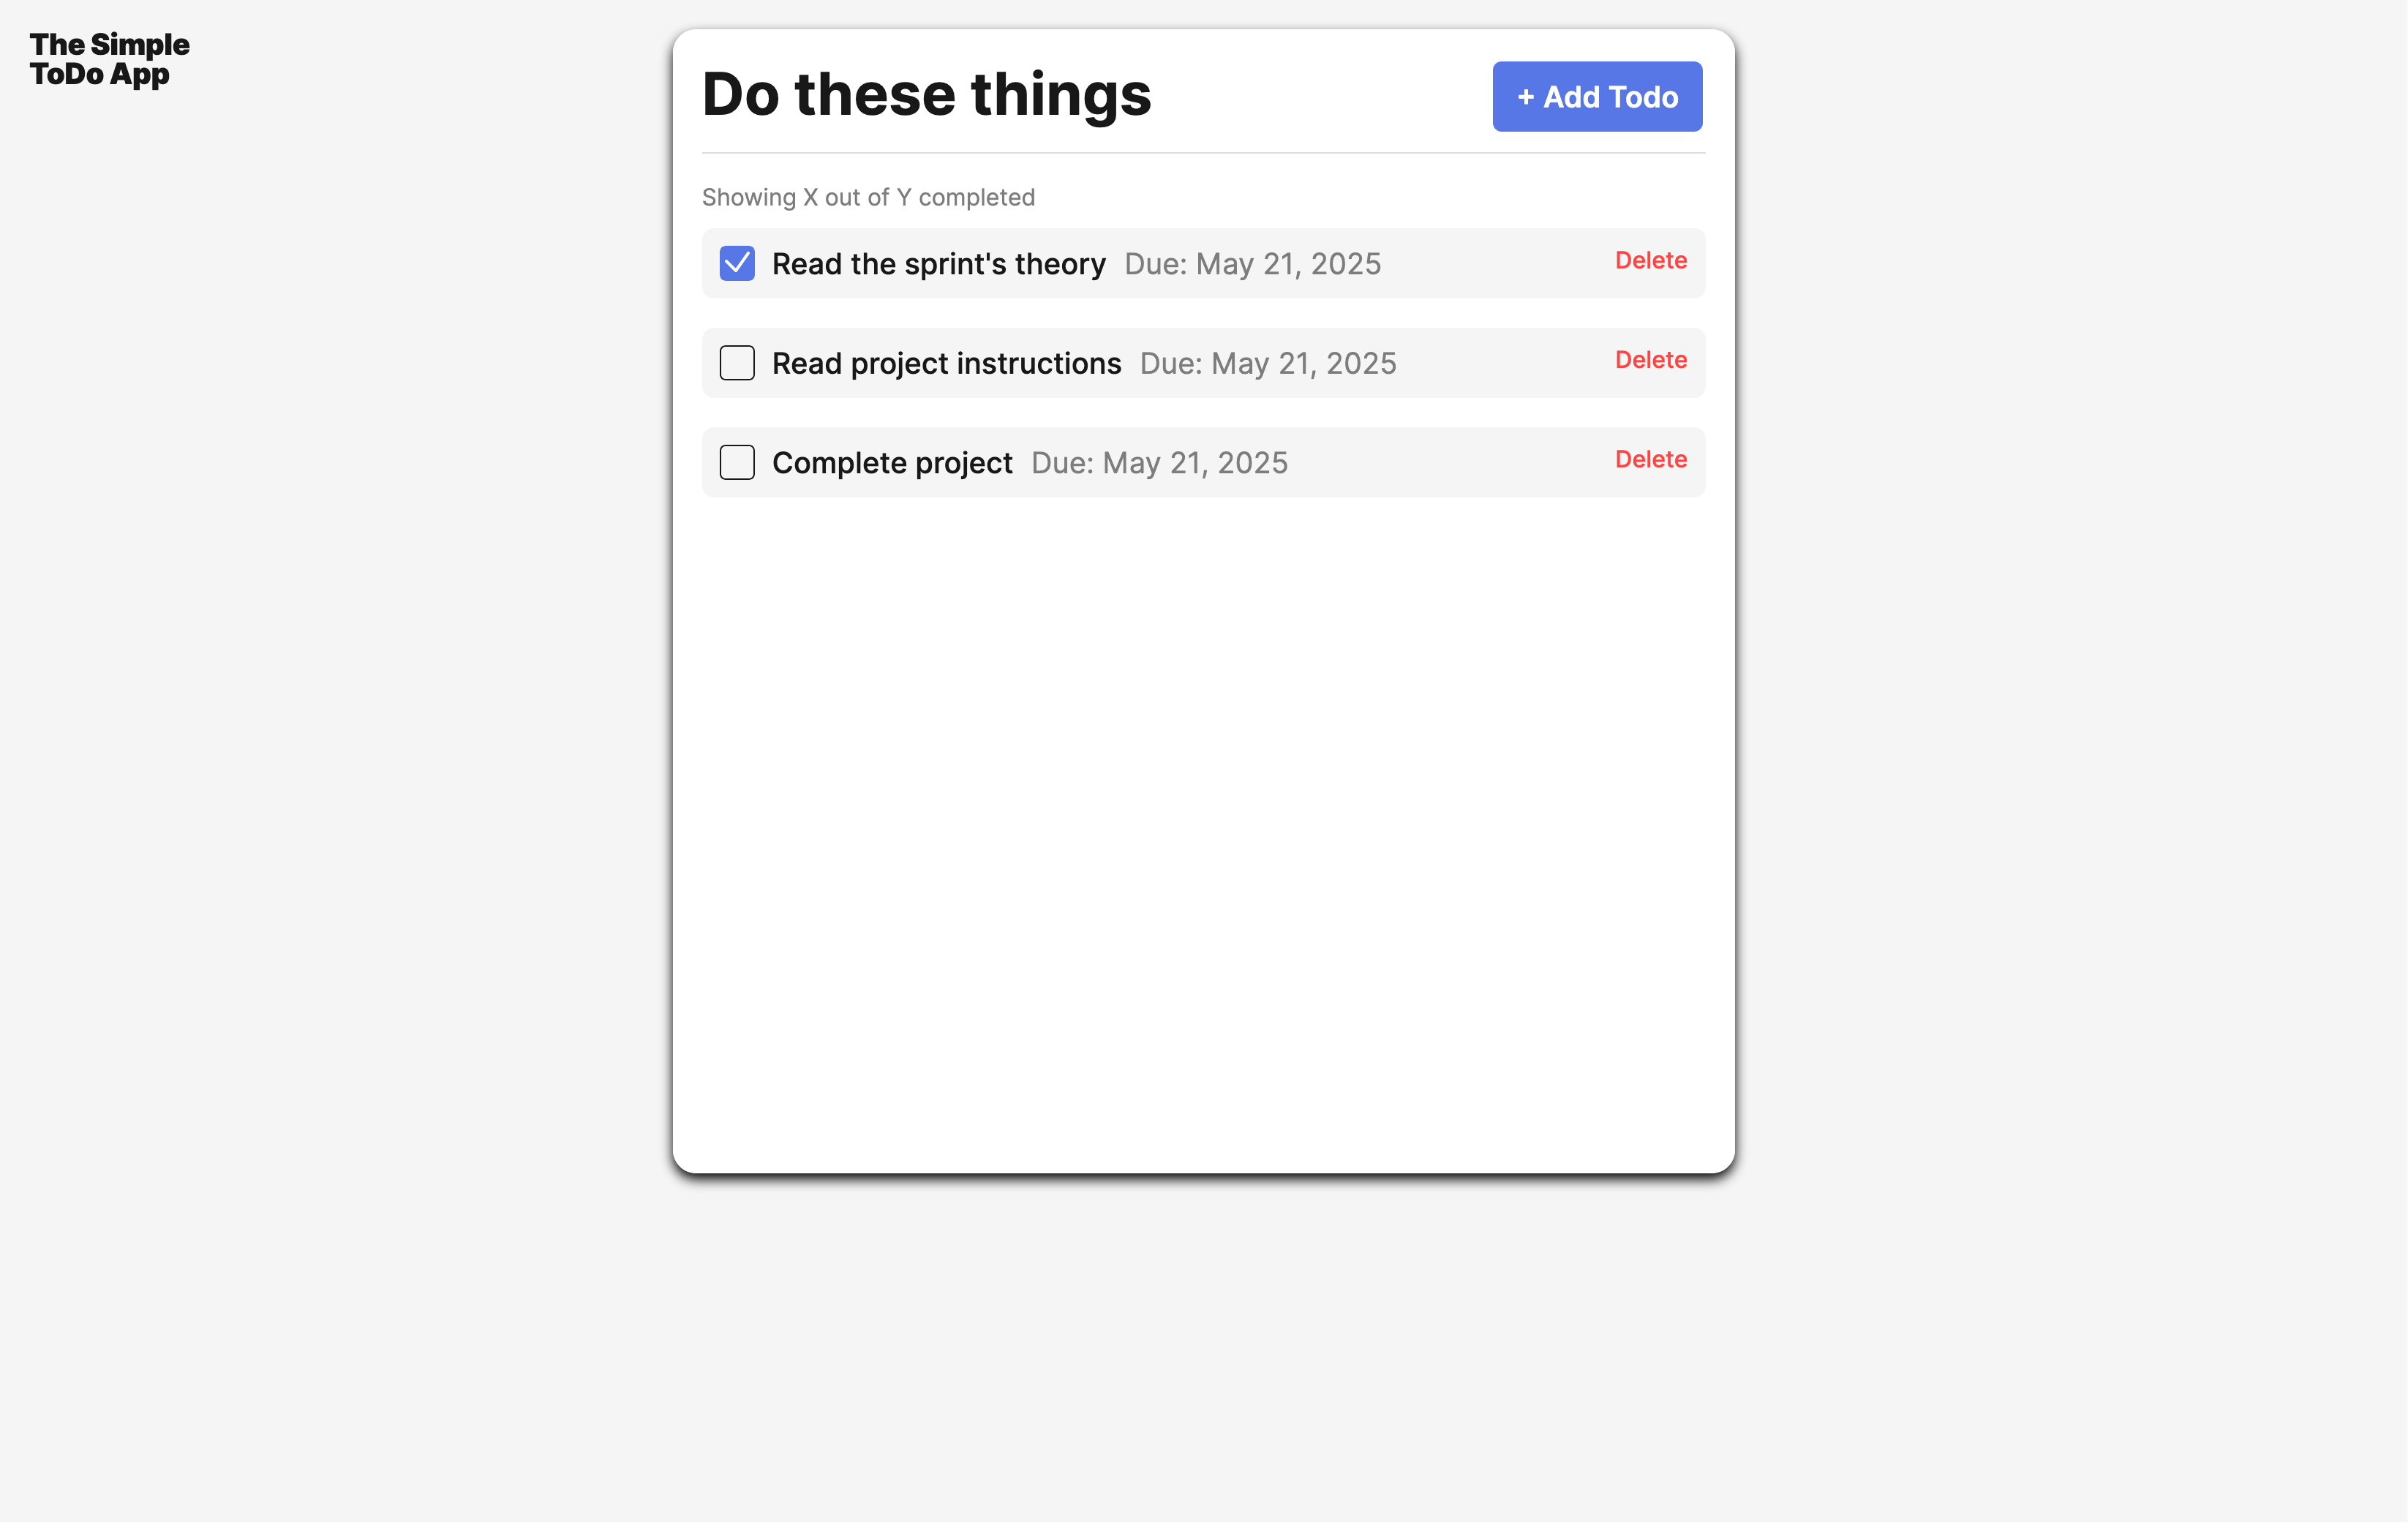 The Simple
ToDo App
Do these things
+ Add Todo
Showing X out of Y completed
Read the sprint's theory Due: May 21, 2025 Delete
Read project instructions Due: May 21, 2025 Delete
Complete project Due: May 21, 2025 Delete